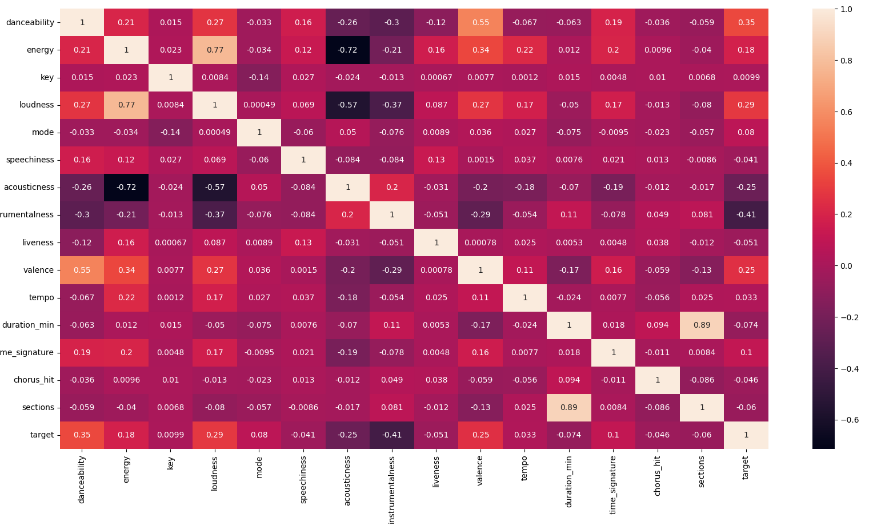 danceability 1 0.21 0.015 0.27 -0.033 0.16 -0.26 -0.3 -0.12 0.55 -0.067 -0.063 0.19 -0.036 -0.059 0.35
energy 0.21 1 0.023 0.77 -0.034 0.12 -0.72 -0.21 0.16 0.34 0.22 0.012 0.2 0.0096 -0.04 0.18
key 0.015 0.023 1 0.0084 -0.14 0.027 -0.024 -0.013 0.00067 0.0077 0.0012 0.015 0.0048 0.01 0.0068 0.0099
loudness 0.27 0.77 0.0084 1 0.00049 0.069 -0.57 -0.37 0.087 0.27 0.17 -0.05 0.17 -0.013 -0.08 0.29
mode -0.033 -0.034 -0.14 0.00049 1 -0.06 0.05 -0.076 0.0089 0.036 0.027 -0.075 -0.0095 -0.023 -0.057 0.08
speechiness 0.16 0.12 0.027 0.069 -0.06 1 -0.084 -0.084 0.13 0.0015 0.037 0.0076 0.021 0.013 -0.0086 -0.041
acousticness -0.26 -0.72 -0.024 -0.57 0.05 -0.084 1 0.2 -0.031 -0.2 -0.18 -0.07 -0.19 -0.012 -0.017 -0.25
rumentalness -0.3 -0.21 -0.013 -0.37 -0.076 -0.084 0.2 1 -0.051 -0.29 -0.054 0.11 -0.078 0.049 0.081 -0.41
liveness -0.12 0.16 0.00067 0.087 0.0089 0.13 -0.031 -0.051 1 0.00078 0.025 0.0053 0.0048 0.038 -0.012 -0.051
valence 0.55 0.34 0.0077 0.27 0.036 0.0015 -0.2 -0.29 0.00078 1 0.11 -0.17 0.16 -0.059 -0.13 0.25
tempo -0.067 0.22 0.0012 0.17 0.027 0.037 -0.18 -0.054 0.025 0.11 1 -0.024 0.0077 -0.056 0.025 0.033
duration_min -0.063 0.012 0.015 -0.05 -0.075 0.0076 -0.07 0.11 0.0053 -0.17 -0.024 1 0.018 0.094 0.89 -0.074
me_signature 0.19 0.2 0.0048 0.17 -0.0095 0.021 -0.19 -0.078 0.0048 0.16 0.0077 0.018 1 -0.011 0.0084 0.1
chorus_hit -0.036 0.0096 0.01 -0.013 -0.023 0.013 -0.012 0.049 0.038 -0.059 -0.056 0.094 -0.011 1 -0.086 -0.046
sections -0.059 -0.04 0.0068 -0.08 -0.057 -0.0086 -0.017 0.081 -0.012 -0.13 0.025 0.89 0.0084 -0.086 1 -0.06
target 0.35 0.18 0.0099 0.29 0.08 -0.041 -0.25 -0.41 -0.051 0.25 0.033 -0.074 0.1 -0.046 -0.06 1
danceability
energy
key
loudness
mode
speechiness
acousticness
instrumentalness
liveness
valence
tempo
duration_min
time_signature
chorus_hit
sections
target
1.0
0.8
0.6
0.4
0.2
0.0
−0.2
−0.4
−0.6